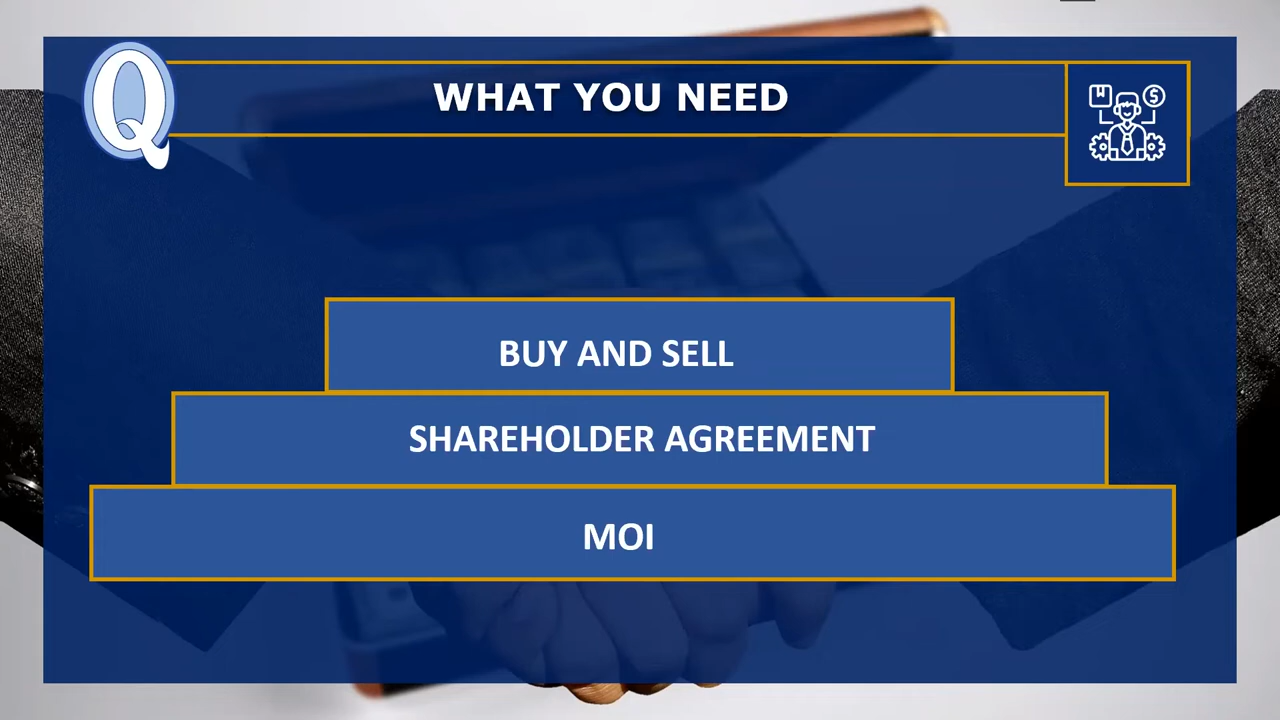 Q
WHAT YOU NEED
$
BUY AND SELL
SHAREHOLDER AGREEMENT
MOI